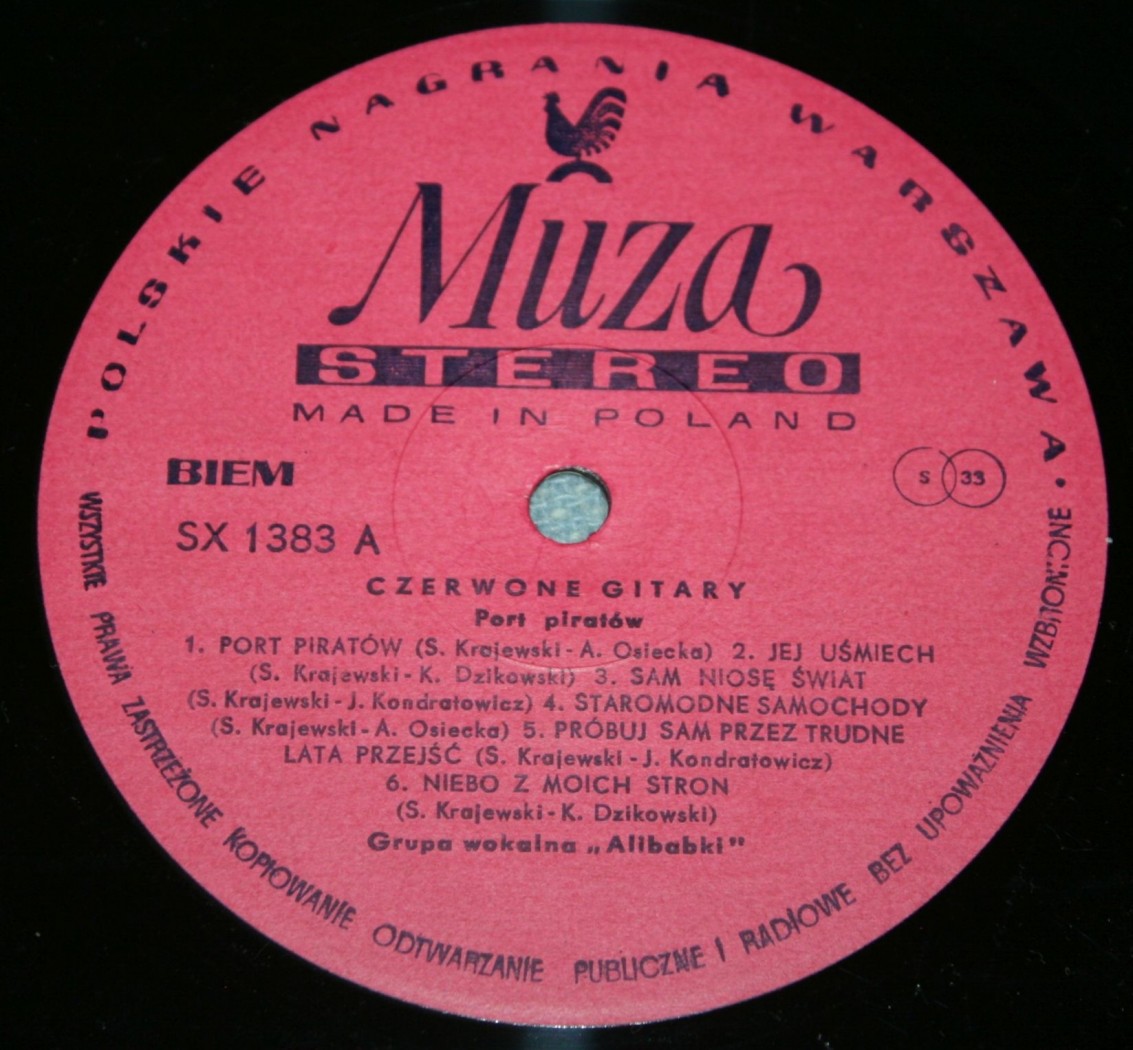 POLSKIE NAGRANIA WARSZAWA •
Muza
STEREO
MADE IN POLAND
BIEM
S 33
SX 1383 A
CZERWONE GITARY
Port piratów
1. PORT PIRATÓW (S. Krajewski - A. Osiecka) 2. JEJ UŚMIECH
(S. Krajewski - K. Dzikowski) 3. SAM NIOSĘ ŚWIAT
(S. Krajewski - J. Kondratowicz) 4. STAROMODNE SAMOCHODY
(S. Krajewski - A. Osiecka) 5. PRÓBUJ SAM PRZEZ TRUDNE
LATA PRZEJŚĆ (S. Krajewski - J. Kondratowicz)
6. NIEBO Z MOICH STRON
(S. Krajewski - K. Dzikowski)
Grupa wokalna „Alibabki”
WSZYSTKIE PRAWA ZASTRZEŻONE KOPIOWANIE ODTWARZANIE PUBLICZNE I RADIOWE BEZ UPOWAŻNIENIA WZBRONIONE